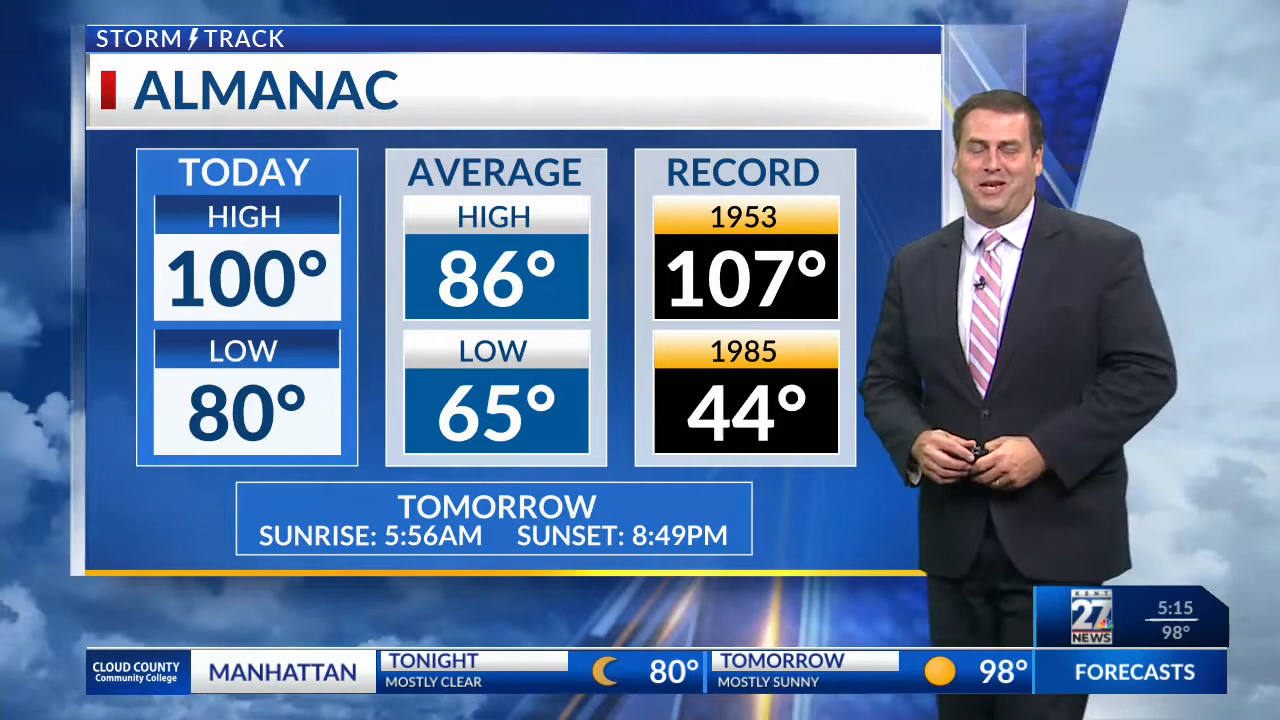 STORM TRACK
ALMANAC
TODAY
HIGH
100°
LOW
80°
AVERAGE
HIGH
86°
LOW
65°
RECORD
1953
107°
1985
44°
TOMORROW
SUNRISE: 5:56AM SUNSET: 8:49PM
KSNT
27
NEWS
5:15
98°
CLOUD COUNTY
Community College
MANHATTAN
TONIGHT
MOSTLY CLEAR
80°
TOMORROW
MOSTLY SUNNY
98°
FORECASTS